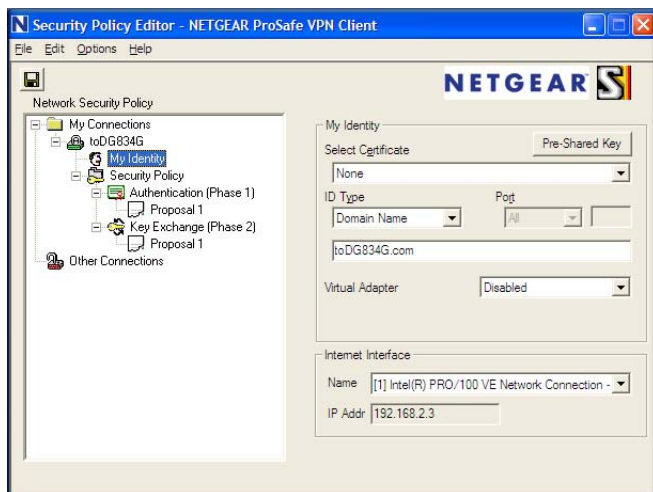 Security Policy Editor - NETGEAR ProSafe VPN Client
File Edit Options Help
NETGEAR
Network Security Policy
My Connections
toDG834G
My Identity
Security Policy
Authentication (Phase 1)
Proposal 1
Key Exchange (Phase 2)
Proposal 1
Other Connections
My Identity
Select Certificate
Pre-Shared Key
None
ID Type
Port
Domain Name
All
toDG834G.com
Virtual Adapter
Disabled
Internet Interface
Name [1] Intel(R) PRO/100 VE Network Connection -
IP Addr 192.168.2.3